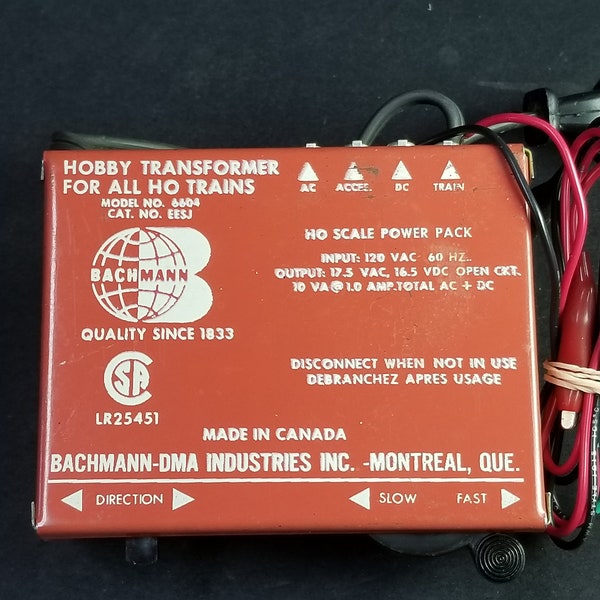 HOBBY TRANSFORMER
FOR ALL HO TRAINS
MODEL NO. 6604
CAT. NO. EESJ
AC ACCES. DC TRAIN
BACHMANN
QUALITY SINCE 1833
HO SCALE POWER PACK
INPUT: 120 VAC 60 HZ.
OUTPUT: 17.5 VAC, 16.5 VDC OPEN CKT.
10 VA@ 1.0 AMP.TOTAL AC + DC
CSA
LR25451
DISCONNECT WHEN NOT IN USE
DEBRANCHEZ APRES USAGE
MADE IN CANADA
BACHMANN-DMA INDUSTRIES INC. -MONTREAL, QUE.
DIRECTION SLOW FAST